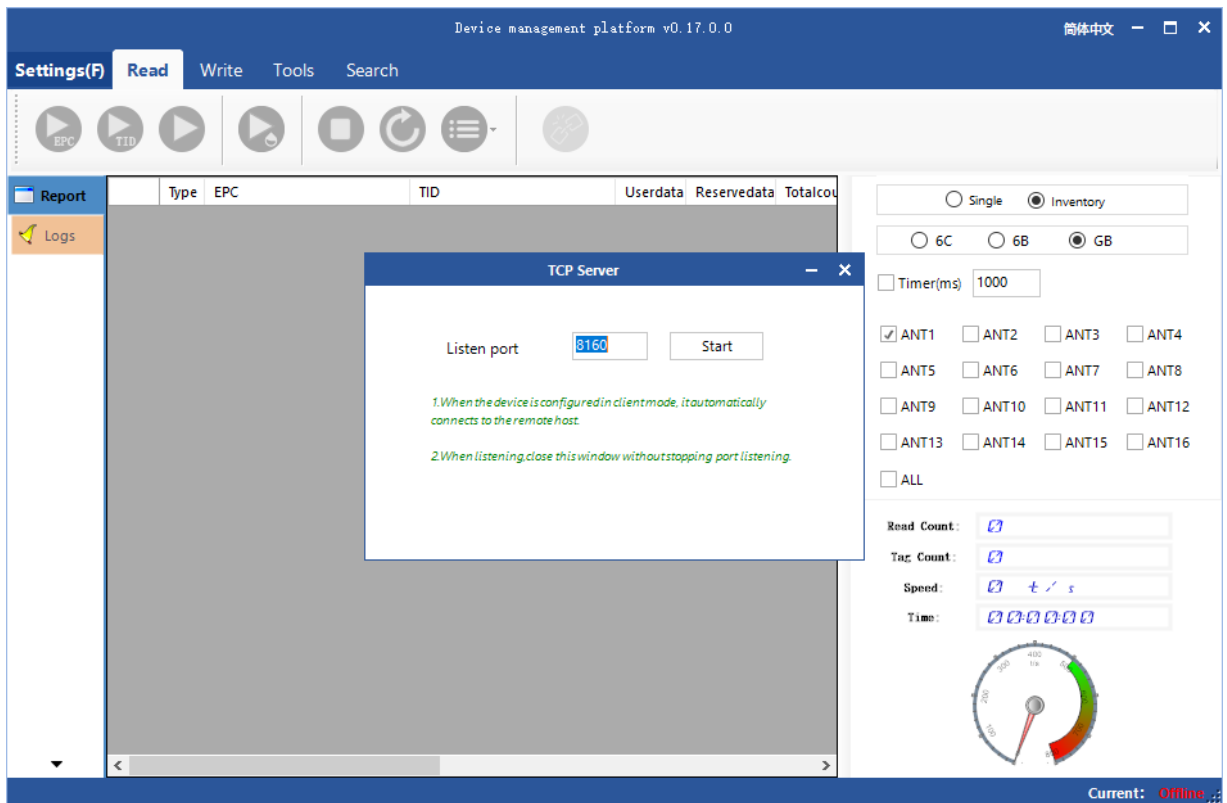 Device management platform v0.17.0.0
简体中文
Settings(F) Read Write Tools Search
EPC TID
Report
Logs
Type EPC TID Userdata Reservedata Totalcou
Single Inventory
6C 6B GB
Timer(ms) 1000
ANT1 ANT2 ANT3 ANT4
ANT5 ANT6 ANT7 ANT8
ANT9 ANT10 ANT11 ANT12
ANT13 ANT14 ANT15 ANT16
ALL
TCP Server
Listen port 8160 Start
1.When the device is configured in client mode, it automatically
connects to the remote host.
2.When listening,close this window without stopping port listening.
Read Count: 0
Tag Count: 0
Speed: 0 t/s
Time: 00:00:00
400
300
t/s
200
100
Current: Offline